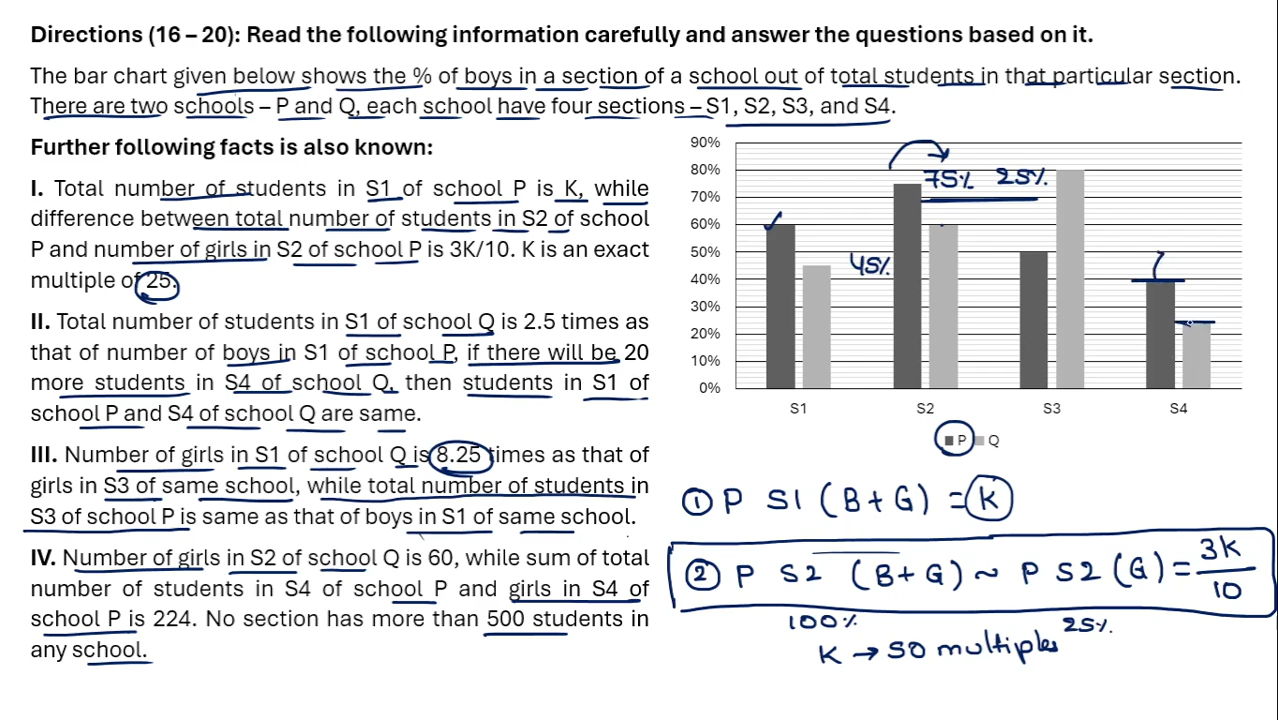 Directions (16 – 20): Read the following information carefully and answer the questions based on it.
The bar chart given below shows the % of boys in a section of a school out of total students in that particular section.
There are two schools – P and Q, each school have four sections – S1, S2, S3, and S4.
Further following facts is also known:
I. Total number of students in S1 of school P is K, while
difference between total number of students in S2 of school
P and number of girls in S2 of school P is 3K/10. K is an exact
multiple of 25.
II. Total number of students in S1 of school Q is 2.5 times as
that of number of boys in S1 of school P, if there will be 20
more students in S4 of school Q, then students in S1 of
school P and S4 of school Q are same.
III. Number of girls in S1 of school Q is 8.25 times as that of
girls in S3 of same school, while total number of students in
S3 of school P is same as that of boys in S1 of same school.
IV. Number of girls in S2 of school Q is 60, while sum of total
number of students in S4 of school P and girls in S4 of
school P is 224. No section has more than 500 students in
any school.
90%
80%
70%
60%
50%
40%
30%
20%
10%
0%
75% 25%
45%
S1 S2 S3 S4
P Q
① P S1 (B+G) = K
② P S2 (B+G) ~ P S2 (G) = 3K/10
100% 25%
K → 50 multiples